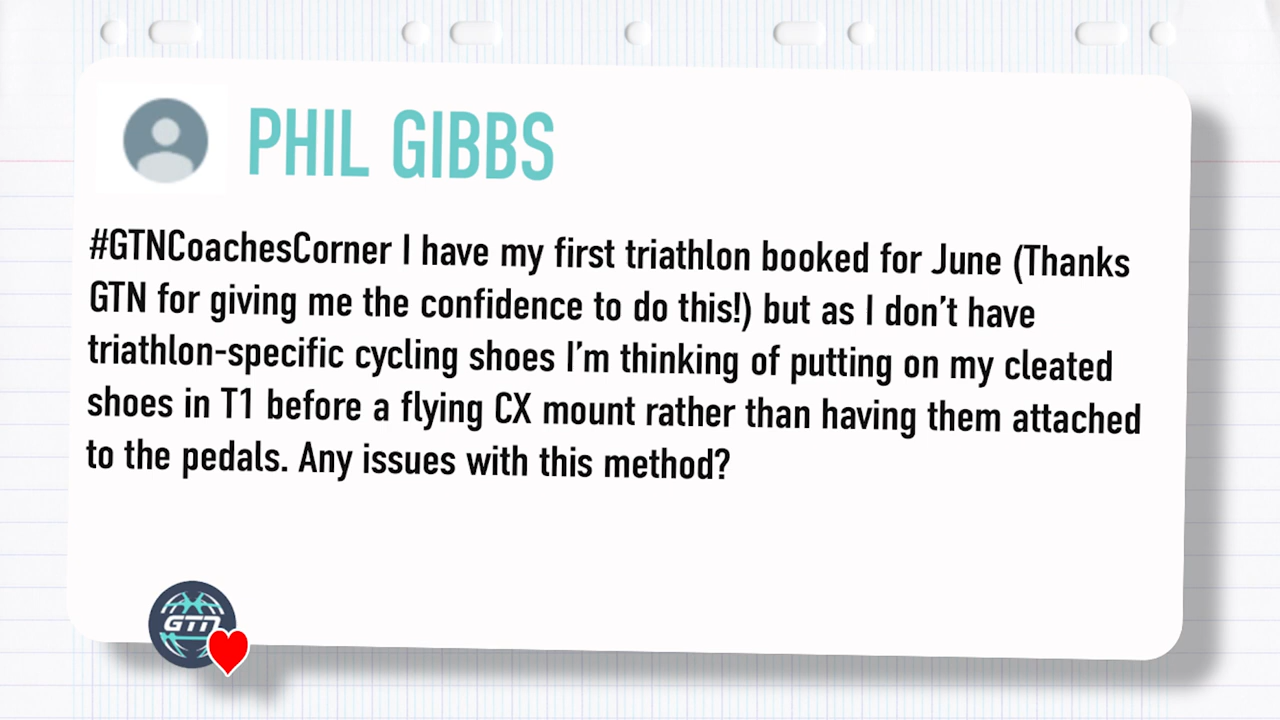 PHIL GIBBS
#GTNCoachesCorner I have my first triathlon booked for June (Thanks
GTN for giving me the confidence to do this!) but as I don't have
triathlon-specific cycling shoes I'm thinking of putting on my cleated
shoes in T1 before a flying CX mount rather than having them attached
to the pedals. Any issues with this method?
GTN